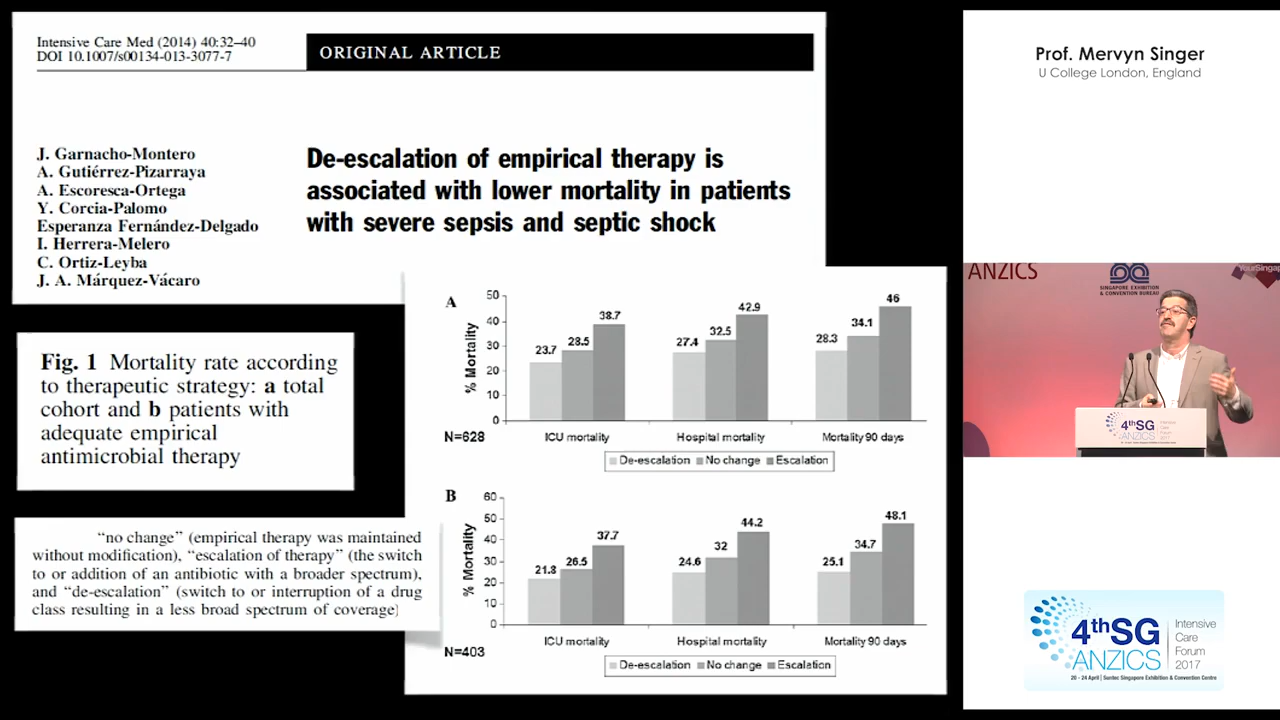 Intensive Care Med (2014) 40:32–40
DOI 10.1007/s00134-013-3077-7
ORIGINAL ARTICLE
J. Garnacho-Montero
A. Gutiérrez-Pizarraya
A. Escoresca-Ortega
Y. Corcia-Palomo
Esperanza Fernández-Delgado
I. Herrera-Melero
C. Ortiz-Leyba
J. A. Márquez-Vácaro
De-escalation of empirical therapy is
associated with lower mortality in patients
with severe sepsis and septic shock
Fig. 1 Mortality rate according
to therapeutic strategy: a total
cohort and b patients with
adequate empirical
antimicrobial therapy
“no change” (empirical therapy was maintained
without modification), “escalation of therapy” (the switch
to or addition of an antibiotic with a broader spectrum),
and “de-escalation” (switch to or interruption of a drug
class resulting in a less broad spectrum of coverage)
A
% Mortality
50
40
30
20
10
0
23.7
28.5
38.7
27.4
32.5
42.9
28.3
34.1
46
ICU mortality
Hospital mortality
Mortality 90 days
N=628
De-escalation
No change
Escalation
B
% Mortality
60
50
40
30
20
10
0
21.8
26.5
37.7
24.6
32
44.2
25.1
34.7
48.1
ICU mortality
Hospital mortality
Mortality 90 days
N=403
De-escalation
No change
Escalation
Prof. Mervyn Singer
U College London, England
ANZICS
SINGAPORE EXHIBITION
& CONVENTION BUREAU
YourSingap
4thSG
ANZICS
Intensive
Care
Forum
2017
4thSG
ANZICS
Intensive
Care
Forum
2017
20 - 24 April | Suntec Singapore Exhibition & Convention Centre